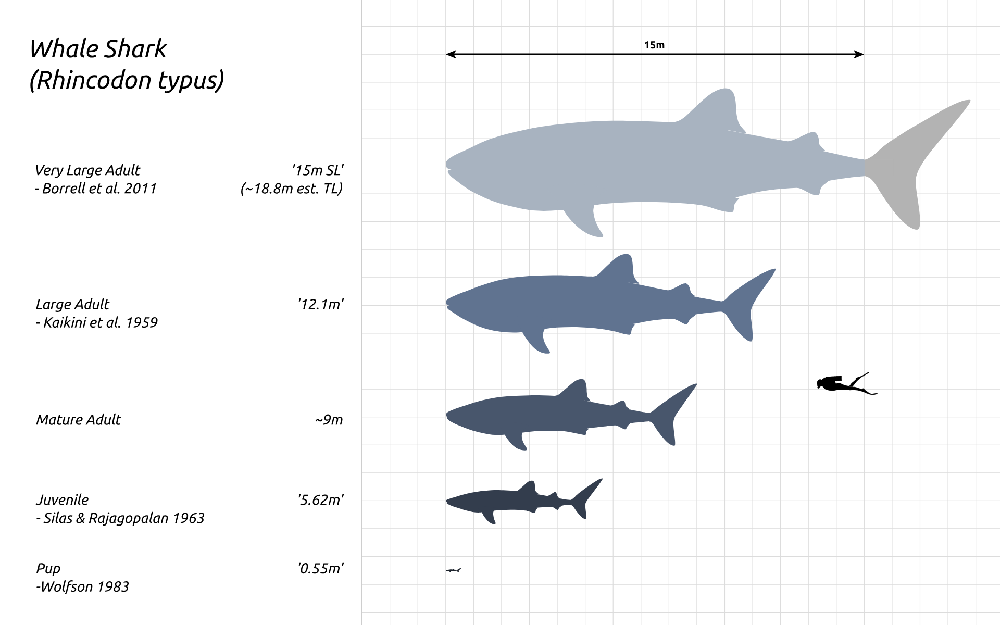 Whale Shark
(Rhincodon typus)
15m
Very Large Adult '15m SL'
- Borrell et al. 2011 (~18.8m est. TL)
Large Adult '12.1m'
- Kaikini et al. 1959
Mature Adult ~9m
Juvenile '5.62m'
- Silas & Rajagopalan 1963
Pup '0.55m'
-Wolfson 1983